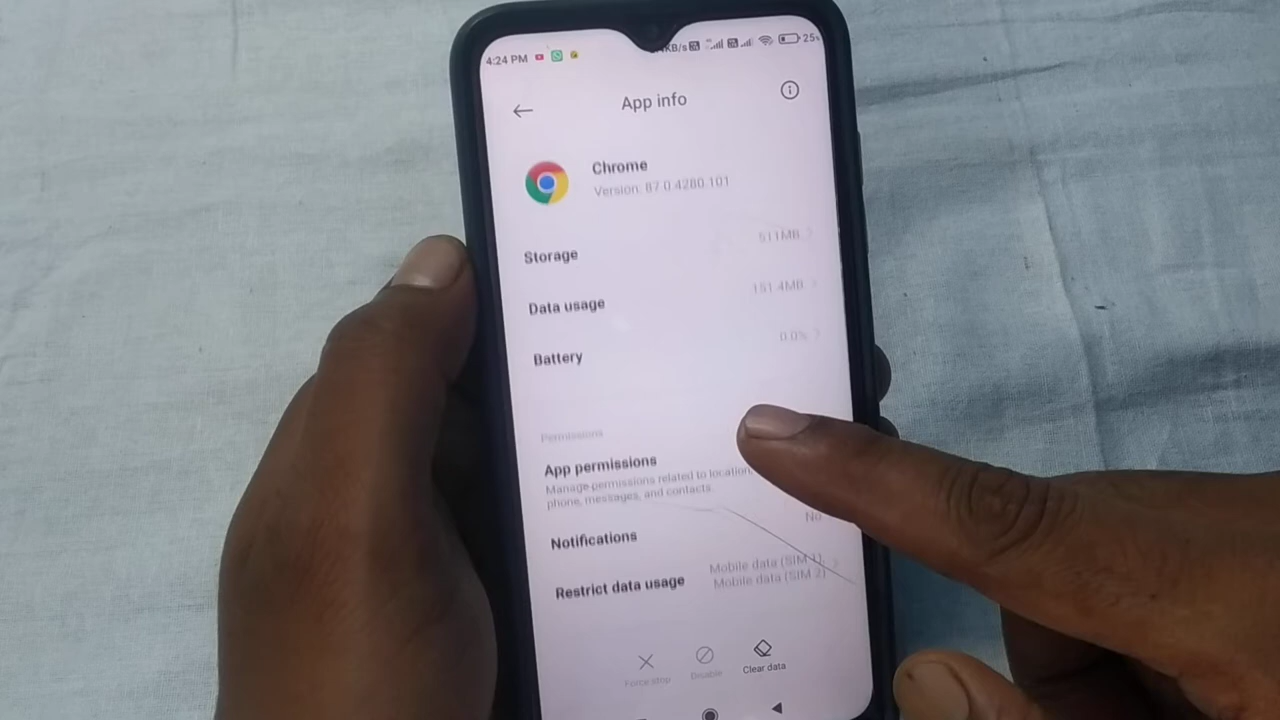 4:24 PM KB/s 25%
App info
Chrome
Version: 87.0.4280.101
Storage 511MB
Data usage 151.4MB
Battery 0.0%
Permissions
App permissions
Manage permissions related to location,
phone, messages, and contacts.
Notifications No
Restrict data usage Mobile data (SIM 1)
Mobile data (SIM 2)
Force stop Disable Clear data